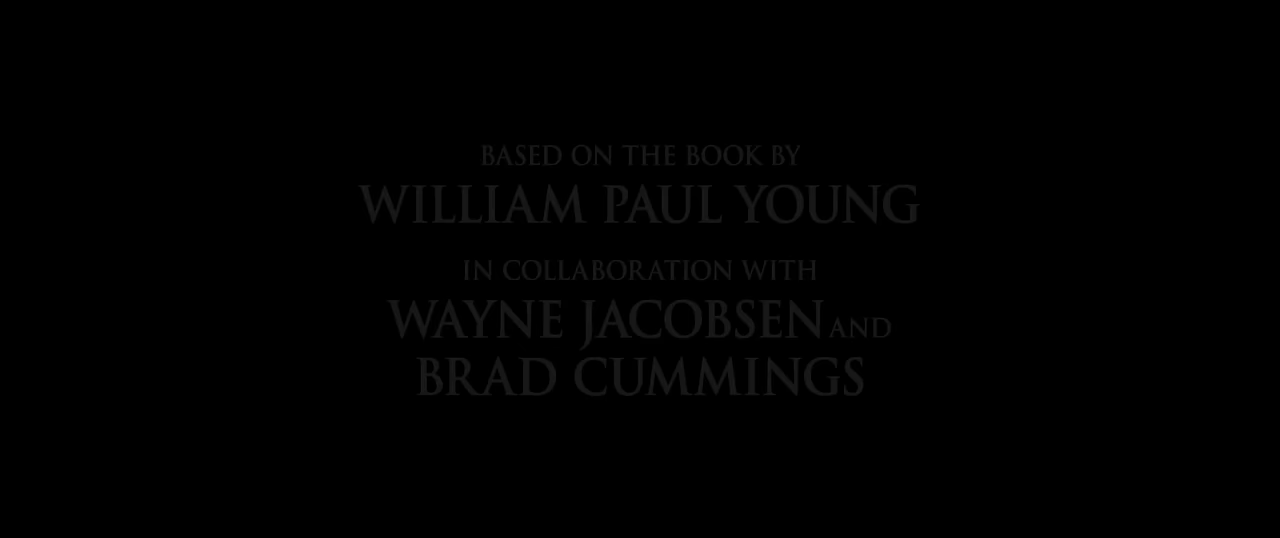 BASED ON THE BOOK BY
WILLIAM PAUL YOUNG
IN COLLABORATION WITH
WAYNE JACOBSEN AND
BRAD CUMMINGS